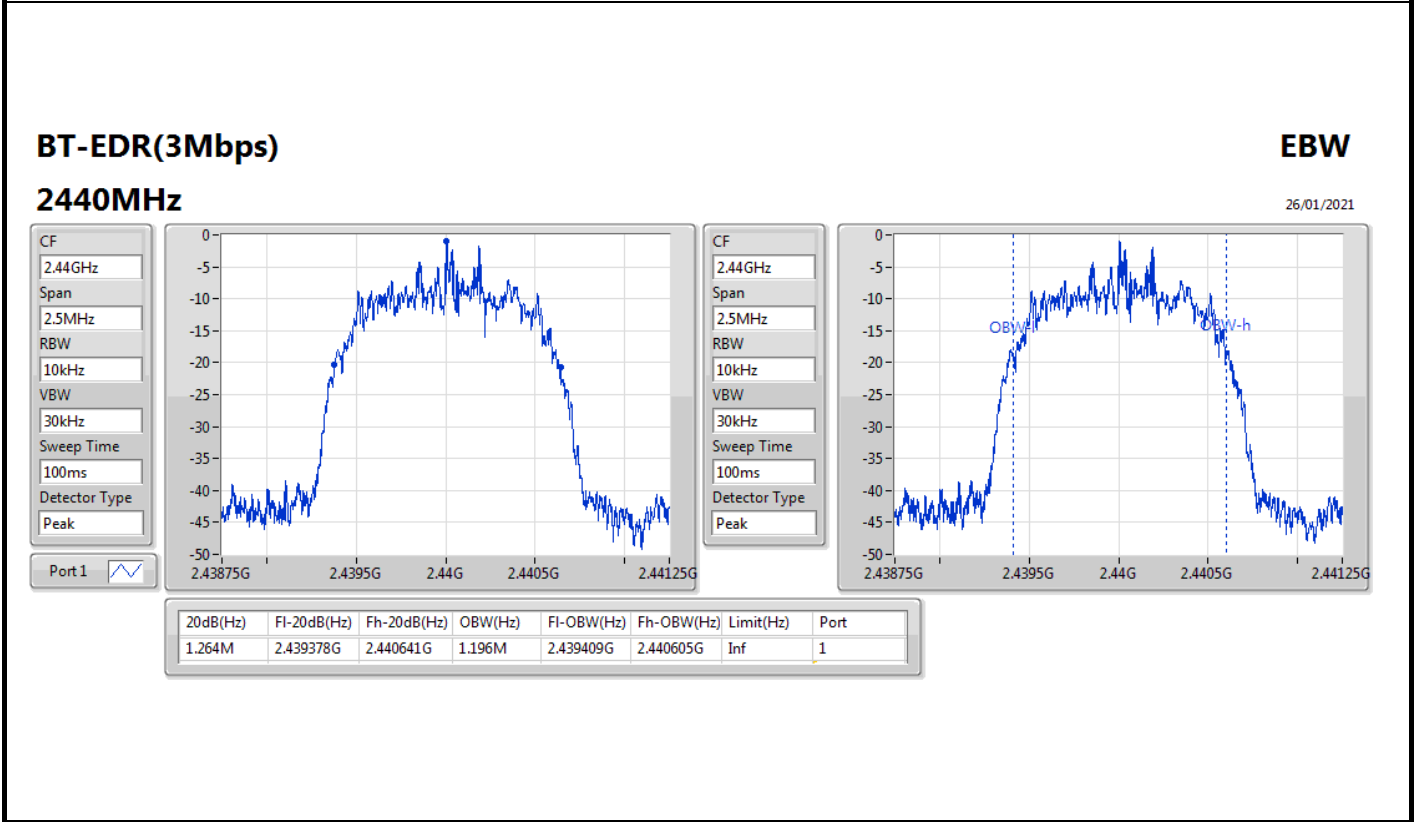 BT-EDR(3Mbps)
EBW
2440MHz
26/01/2021
CF
2.44GHz
Span
2.5MHz
RBW
10kHz
VBW
30kHz
Sweep Time
100ms
Detector Type
Peak
Port 1
0
-5
-10
-15
-20
-25
-30
-35
-40
-45
-50
2.43875G 2.4395G 2.44G 2.4405G 2.44125G
CF
2.44GHz
Span
2.5MHz
RBW
10kHz
VBW
30kHz
Sweep Time
100ms
Detector Type
Peak
0
-5
-10
-15
-20
-25
-30
-35
-40
-45
-50
OBW-l OBW-h
2.43875G 2.4395G 2.44G 2.4405G 2.44125G
20dB(Hz) Fl-20dB(Hz) Fh-20dB(Hz) OBW(Hz) Fl-OBW(Hz) Fh-OBW(Hz) Limit(Hz) Port
1.264M 2.439378G 2.440641G 1.196M 2.439409G 2.440605G Inf 1